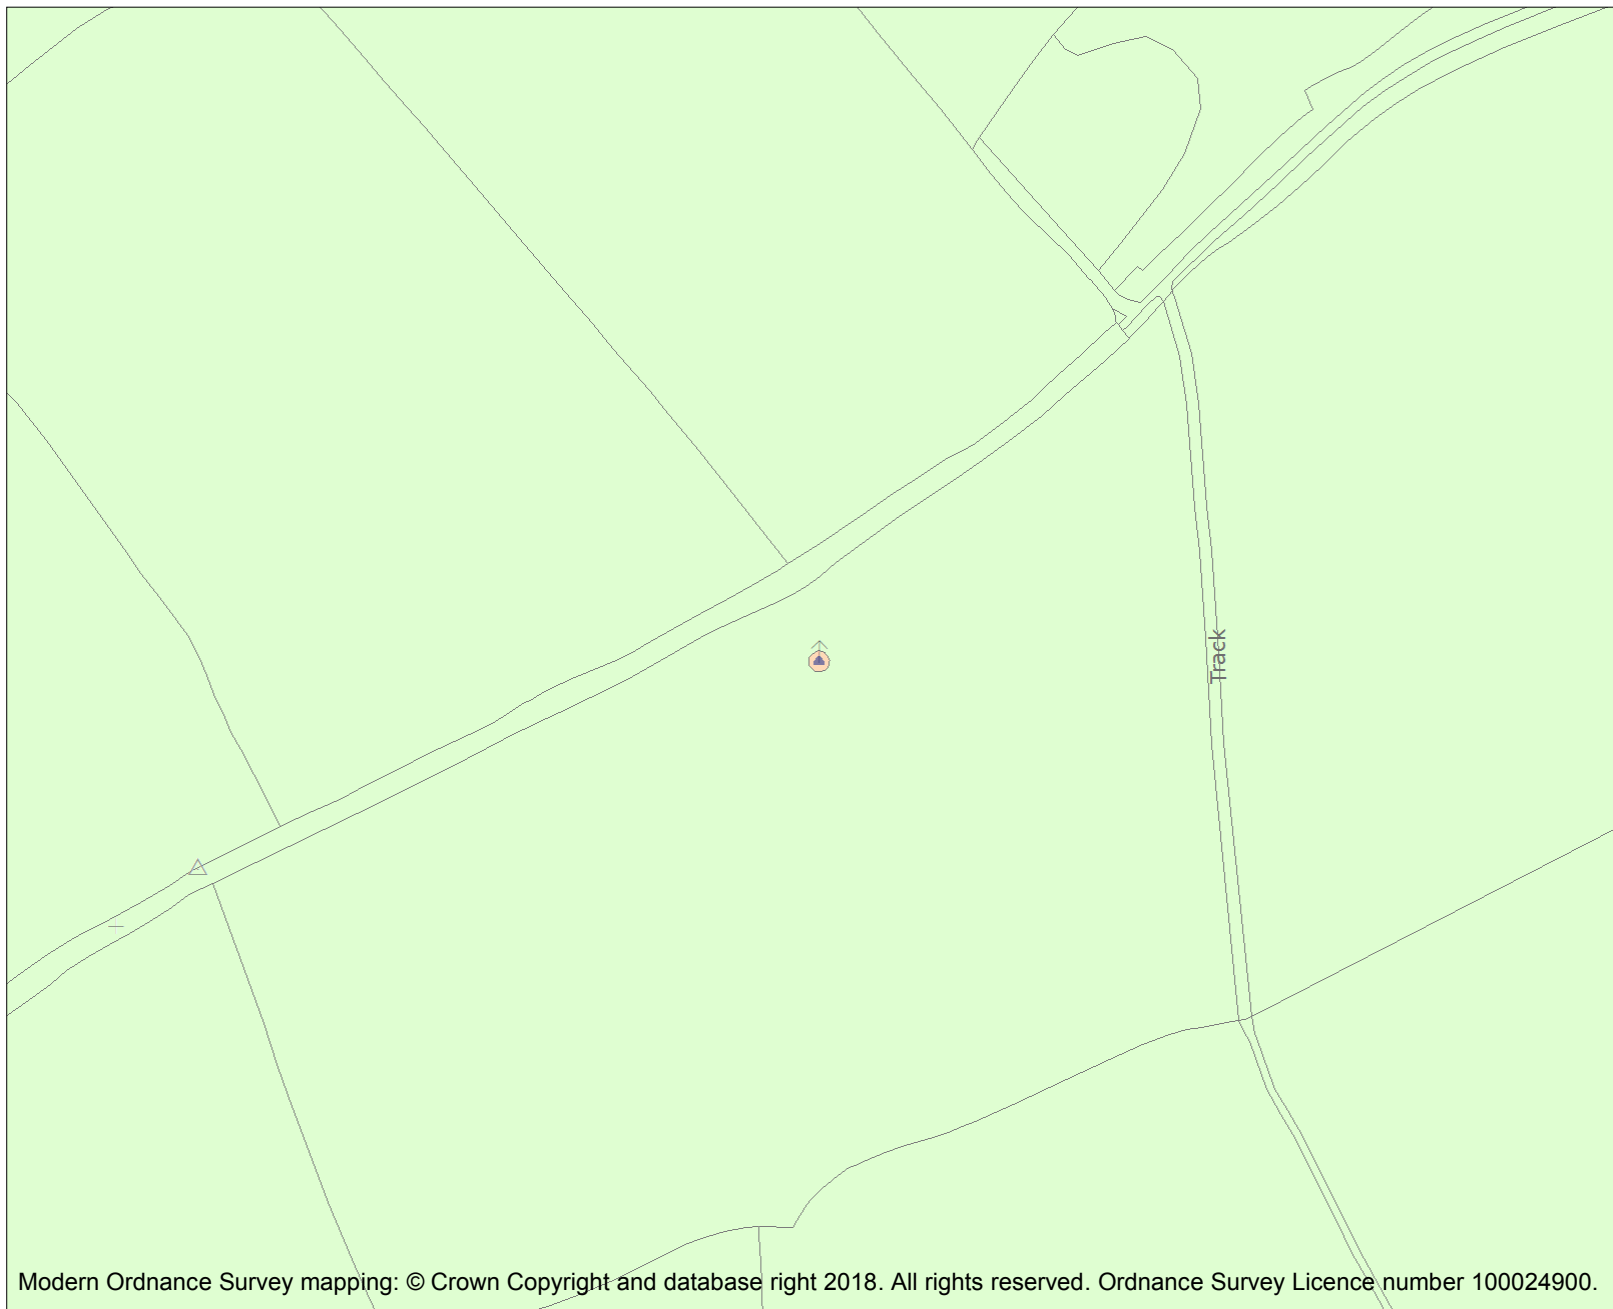 Track
Modern Ordnance Survey mapping: © Crown Copyright and database right 2018. All rights reserved. Ordnance Survey Licence number 100024900.